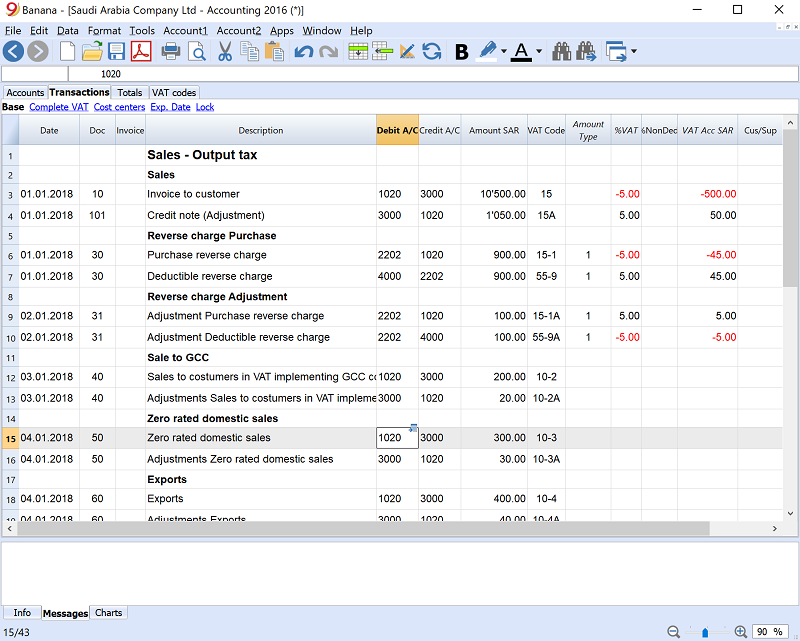 Banana - [Saudi Arabia Company Ltd - Accounting 2016 (*)]
File Edit Data Format Tools Account1 Account2 Apps Window Help
B A
1020
Accounts Transactions Totals VAT codes
Base Complete VAT Cost centers Exp. Date Lock
Date Doc Invoice Description Debit A/C Credit A/C Amount SAR VAT Code Amount Type %VAT %NonDed VAT Acc SAR Cus/Sup
1 Sales - Output tax
2 Sales
3 01.01.2018 10 Invoice to customer 1020 3000 10'500.00 15 -5.00 -500.00
4 01.01.2018 101 Credit note (Adjustment) 3000 1020 1'050.00 15A 5.00 50.00
5 Reverse charge Purchase
6 01.01.2018 30 Purchase reverse charge 2202 1020 900.00 15-1 1 -5.00 -45.00
7 01.01.2018 30 Deductible reverse charge 4000 2202 900.00 55-9 1 5.00 45.00
8 Reverse charge Adjustment
9 02.01.2018 31 Adjustment Purchase reverse charge 2202 1020 100.00 15-1A 1 5.00 5.00
10 02.01.2018 31 Adjustment Deductible reverse charge 2202 4000 100.00 55-9A 1 -5.00 -5.00
11 Sale to GCC
12 03.01.2018 40 Sales to costumers in VAT implementing GCC co 1020 3000 200.00 10-2
13 03.01.2018 40 Adjustments Sales to costumers in VAT impleme 3000 1020 20.00 10-2A
14 Zero rated domestic sales
15 04.01.2018 50 Zero rated domestic sales 1020 3000 300.00 10-3
16 04.01.2018 50 Adjustments Zero rated domestic sales 3000 1020 30.00 10-3A
17 Exports
18 04.01.2018 60 Exports 1020 3000 400.00 10-4
19 04.01.2018 60 Adjustments Exports 3000 1020 40.00 10-4A
Info Messages Charts
15/43 90 %